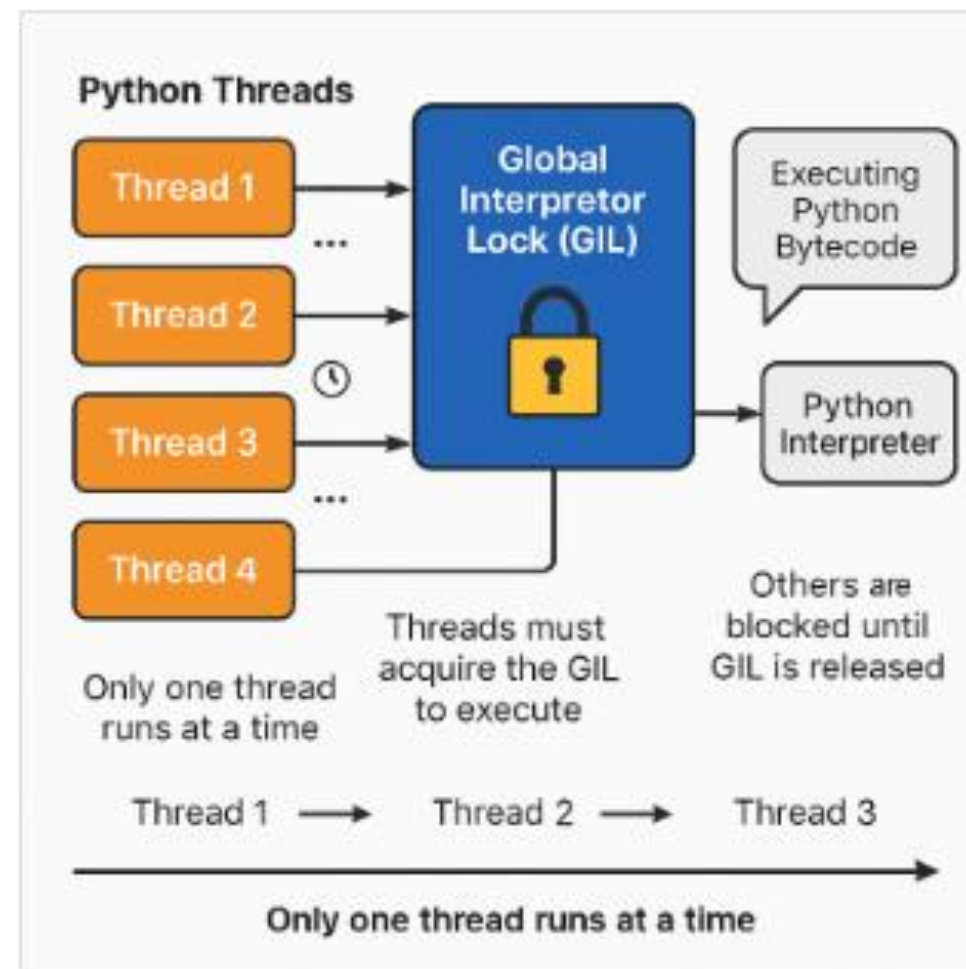 Python Threads
Thread 1
...
Thread 2
Thread 3
...
Thread 4
Global
Interpretor
Lock (GIL)
Executing
Python
Bytecode
Python
Interpreter
Only one thread
runs at a time
Threads must
acquire the GIL
to execute
Others are
blocked until
GIL is released
Thread 1
Thread 2
Thread 3
Only one thread runs at a time